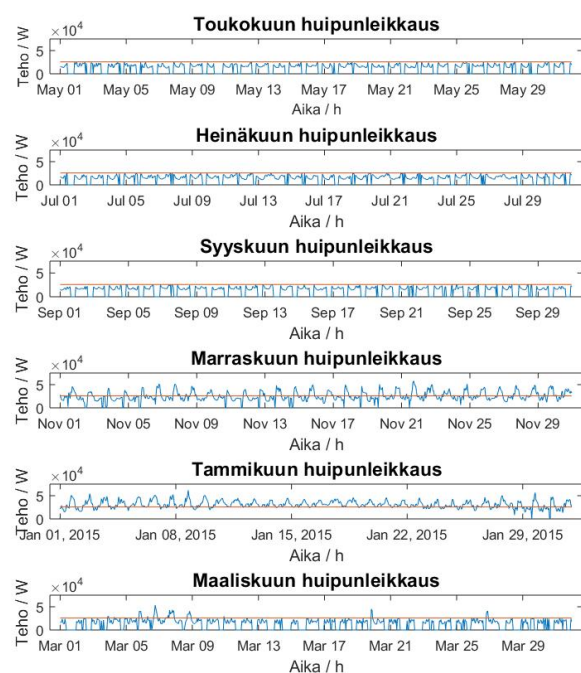 Toukokuun huipunleikkaus
×10^4
Teho / W
5
0
May 01 May 05 May 09 May 13 May 17 May 21 May 25 May 29
Aika / h
Heinäkuun huipunleikkaus
×10^4
Teho / W
5
0
Jul 01 Jul 05 Jul 09 Jul 13 Jul 17 Jul 21 Jul 25 Jul 29
Aika / h
Syyskuun huipunleikkaus
×10^4
Teho / W
5
0
Sep 01 Sep 05 Sep 09 Sep 13 Sep 17 Sep 21 Sep 25 Sep 29
Aika / h
Marraskuun huipunleikkaus
×10^4
Teho / W
5
0
Nov 01 Nov 05 Nov 09 Nov 13 Nov 17 Nov 21 Nov 25 Nov 29
Aika / h
Tammikuun huipunleikkaus
×10^4
Teho / W
5
0
Jan 01, 2015 Jan 08, 2015 Jan 15, 2015 Jan 22, 2015 Jan 29, 2015
Aika / h
Maaliskuun huipunleikkaus
×10^4
Teho / W
5
0
Mar 01 Mar 05 Mar 09 Mar 13 Mar 17 Mar 21 Mar 25 Mar 29
Aika / h